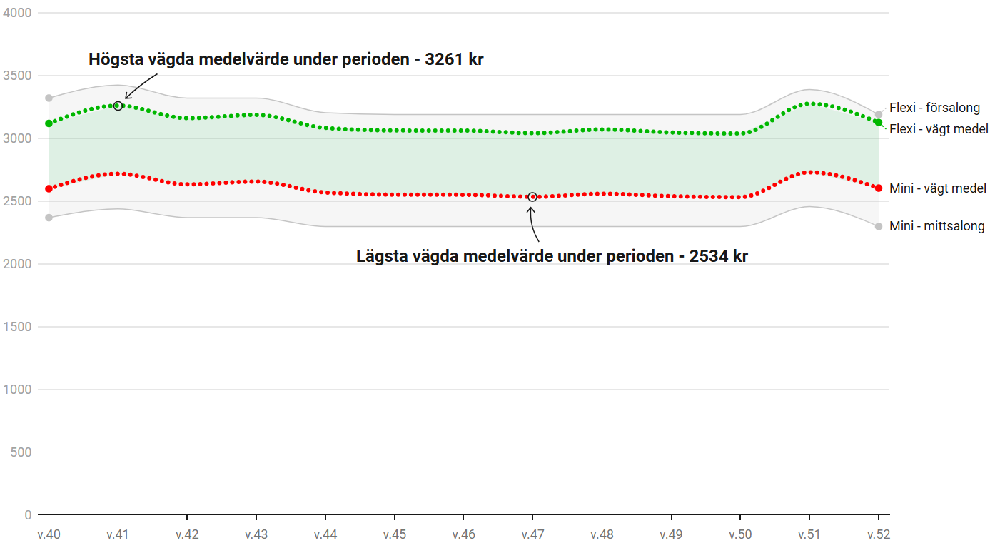 4000
Högsta vägda medelvärde under perioden - 3261 kr
3500
Flexi - försalong
Flexi - vägt medel
3000
Mini - vägt medel
2500
Mini - mittsalong
Lägsta vägda medelvärde under perioden - 2534 kr
2000
1500
1000
500
0
v.40 v.41 v.42 v.43 v.44 v.45 v.46 v.47 v.48 v.49 v.50 v.51 v.52